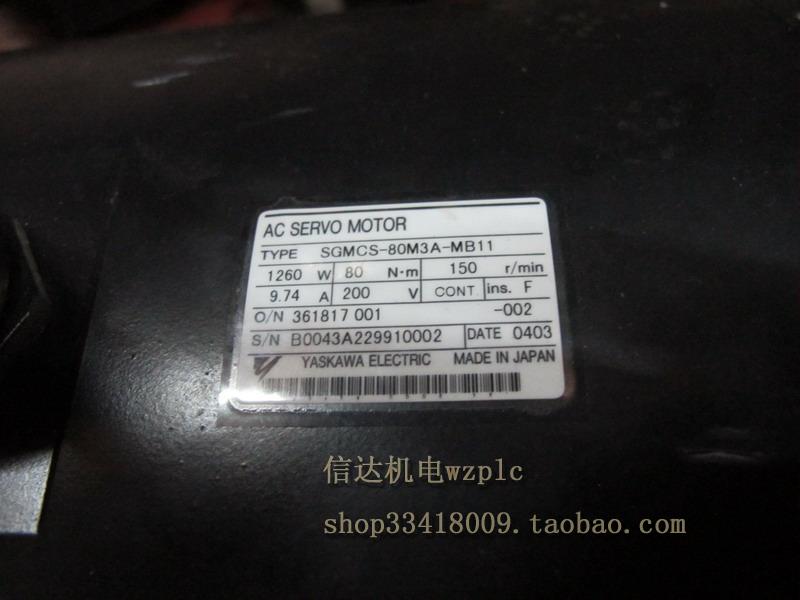 AC SERVO MOTOR
TYPE SGMCS-80M3A-MB11
1260 W 80 N·m 150 r/min
9.74 A 200 V CONT. ins. F
O/N 361817 001 -002
S/N B0043A229910002 DATE 0403
YASKAWA ELECTRIC MADE IN JAPAN
信达机电wzplc
shop33418009.taobao.com